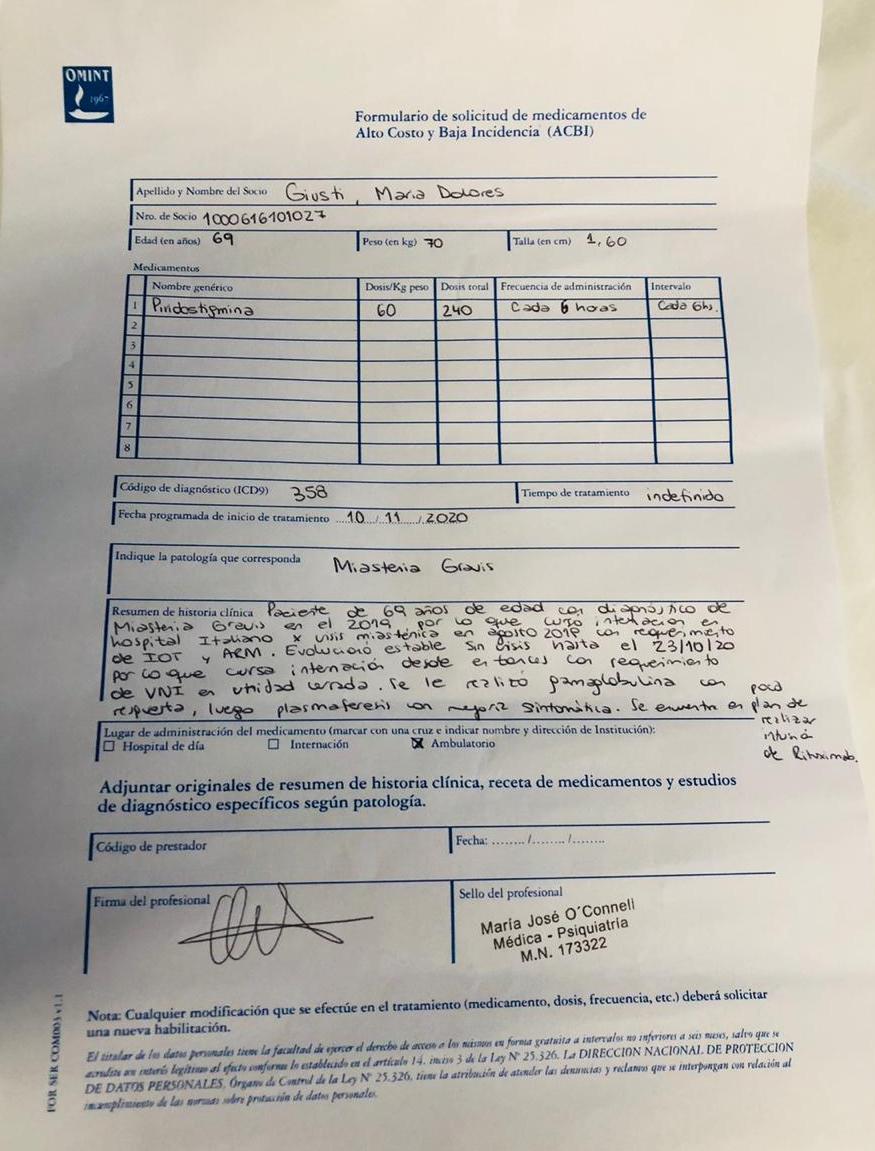 OMINT
1967
Formulario de solicitud de medicamentos de
Alto Costo y Baja Incidencia (ACBI)
Apellido y Nombre del Socio Giusti, Maria Dolores
Nro. de Socio 1000616101027
Edad (en años) 69 Peso (en kg) 70 Talla (en cm) 1,60
Medicamentos
Nombre genérico Dosis/Kg peso Dosis total Frecuencia de administración Intervalo
1 Piridostigmina 60 240 Cada 6 horas Cada 6hs.
2
3
4
5
6
7
8
Código de diagnóstico (ICD9) 358 Tiempo de tratamiento indefinido
Fecha programada de inicio de tratamiento 10/11/2020
Indique la patología que corresponda Miastenia Gravis
Resumen de historia clínica Paciente de 69 años de edad con diagnóstico de
Miastenia Gravis en el 2019, por lo que cursó internación en
hospital Italiano x crisis miasténica en agosto 2019 con requerimiento
de IOT y ARM. Evolucionó estable sin crisis hasta el 23/10/20
por lo que cursa internación desde entonces con requerimiento
de VNI en unidad cerrada. Se le realizó gamaglobulina con poca
respuesta, luego plasmaferesis con mejoría sintomática. Se encuentra en plan de
realizar
de Rituximab.
Lugar de administración del medicamento (marcar con una cruz e indicar nombre y dirección de Institución):
☐ Hospital de día ☐ Internación ☒ Ambulatorio
Adjuntar originales de resumen de historia clínica, receta de medicamentos y estudios
de diagnóstico específicos según patología.
Código de prestador Fecha: ......../......../........
Firma del profesional Sello del profesional
María José O'Connell
Médica - Psiquiatría
M.N. 173322
Nota: Cualquier modificación que se efectúe en el tratamiento (medicamento, dosis, frecuencia, etc.) deberá solicitar
una nueva habilitación.
El titular de los datos personales tiene la facultad de ejercer el derecho de acceso a los mismos en forma gratuita a intervalos no inferiores a seis meses, salvo que se
acredite un interés legítimo al efecto conforme lo establecido en el artículo 14, inciso 3 de la Ley Nº 25.326. La DIRECCION NACIONAL DE PROTECCION
DE DATOS PERSONALES, Órgano de Control de la Ley Nº 25.326, tiene la atribución de atender las denuncias y reclamos que se interpongan con relación al
incumplimiento de las normas sobre protección de datos personales.
FOR SER COM003 v1.1